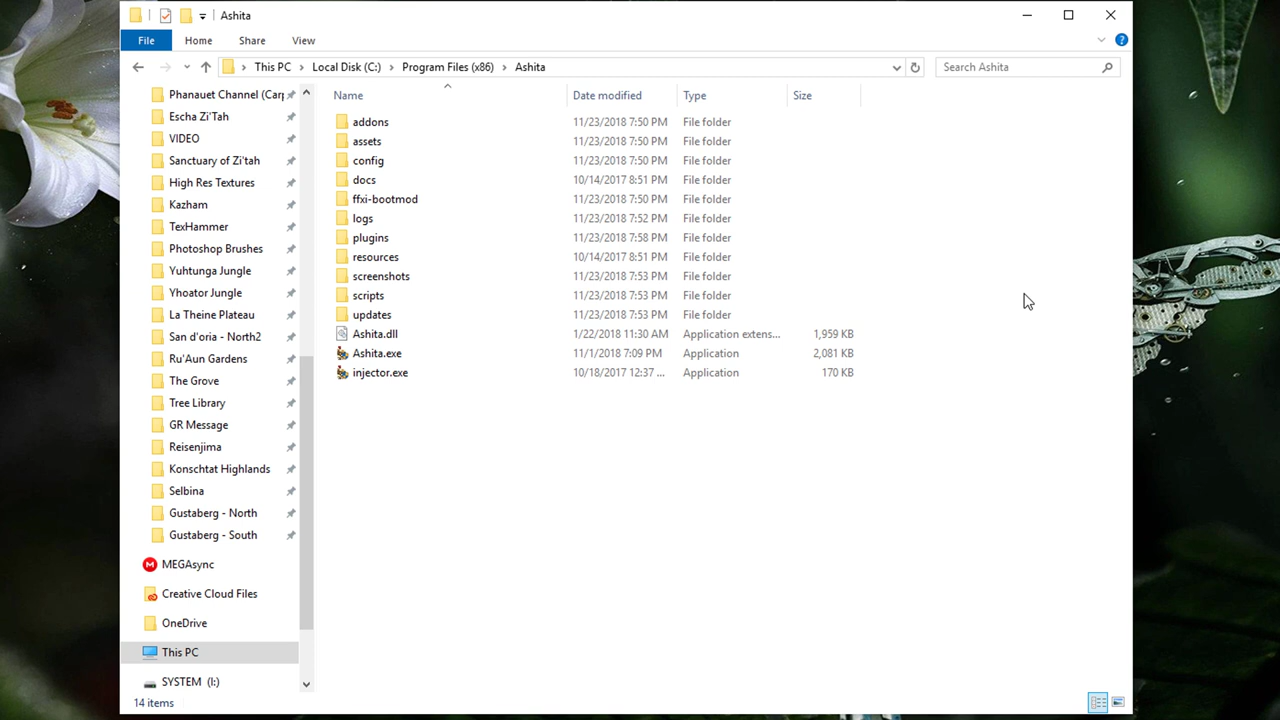 Ashita
File Home Share View
This PC Local Disk (C:) Program Files (x86) Ashita
Search Ashita
Phanauet Channel (Carp
Escha Zi'Tah
VIDEO
Sanctuary of Zi'tah
High Res Textures
Kazham
TexHammer
Photoshop Brushes
Yuhtunga Jungle
Yhoator Jungle
La Theine Plateau
San d'oria - North2
Ru'Aun Gardens
The Grove
Tree Library
GR Message
Reisenjima
Konschtat Highlands
Selbina
Gustaberg - North
Gustaberg - South
MEGAsync
Creative Cloud Files
OneDrive
This PC
SYSTEM (I:)
Name Date modified Type Size
addons 11/23/2018 7:50 PM File folder
assets 11/23/2018 7:50 PM File folder
config 11/23/2018 7:50 PM File folder
docs 10/14/2017 8:51 PM File folder
ffxi-bootmod 11/23/2018 7:50 PM File folder
logs 11/23/2018 7:52 PM File folder
plugins 11/23/2018 7:58 PM File folder
resources 10/14/2017 8:51 PM File folder
screenshots 11/23/2018 7:53 PM File folder
scripts 11/23/2018 7:53 PM File folder
updates 11/23/2018 7:53 PM File folder
Ashita.dll 1/22/2018 11:30 AM Application extens... 1,959 KB
Ashita.exe 11/1/2018 7:09 PM Application 2,081 KB
injector.exe 10/18/2017 12:37 ... Application 170 KB
14 items